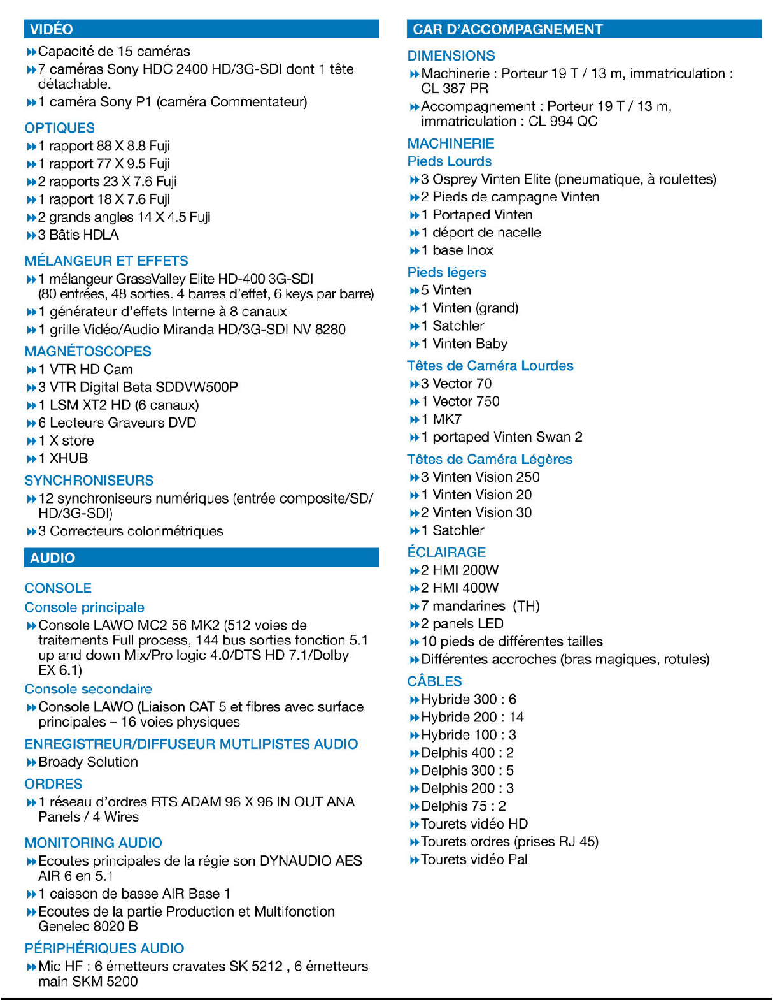 VIDÉO
Capacité de 15 caméras
7 caméras Sony HDC 2400 HD/3G-SDI dont 1 tête
détachable.
1 caméra Sony P1 (caméra Commentateur)
OPTIQUES
1 rapport 88 X 8.8 Fuji
1 rapport 77 X 9.5 Fuji
2 rapports 23 X 7.6 Fuji
1 rapport 18 X 7.6 Fuji
2 grands angles 14 X 4.5 Fuji
3 Bâtis HDLA
MÉLANGEUR ET EFFETS
1 mélangeur GrassValley Elite HD-400 3G-SDI
(80 entrées, 48 sorties. 4 barres d'effet, 6 keys par barre)
1 générateur d'effets Interne à 8 canaux
1 grille Vidéo/Audio Miranda HD/3G-SDI NV 8280
MAGNÉTOSCOPES
1 VTR HD Cam
3 VTR Digital Beta SDDVW500P
1 LSM XT2 HD (6 canaux)
6 Lecteurs Graveurs DVD
1 X store
1 XHUB
SYNCHRONISEURS
12 synchroniseurs numériques (entrée composite/SD/
HD/3G-SDI)
3 Correcteurs colorimétriques
AUDIO
CONSOLE
Console principale
Console LAWO MC2 56 MK2 (512 voies de
traitements Full process, 144 bus sorties fonction 5.1
up and down Mix/Pro logic 4.0/DTS HD 7.1/Dolby
EX 6.1)
Console secondaire
Console LAWO (Liaison CAT 5 et fibres avec surface
principales – 16 voies physiques
ENREGISTREUR/DIFFUSEUR MUTLIPISTES AUDIO
Broady Solution
ORDRES
1 réseau d'ordres RTS ADAM 96 X 96 IN OUT ANA
Panels / 4 Wires
MONITORING AUDIO
Ecoutes principales de la régie son DYNAUDIO AES
AIR 6 en 5.1
1 caisson de basse AIR Base 1
Ecoutes de la partie Production et Multifonction
Genelec 8020 B
PÉRIPHÉRIQUES AUDIO
Mic HF : 6 émetteurs cravates SK 5212 , 6 émetteurs
main SKM 5200
CAR D'ACCOMPAGNEMENT
DIMENSIONS
Machinerie : Porteur 19 T / 13 m, immatriculation :
CL 387 PR
Accompagnement : Porteur 19 T / 13 m,
immatriculation : CL 994 QC
MACHINERIE
Pieds Lourds
3 Osprey Vinten Elite (pneumatique, à roulettes)
2 Pieds de campagne Vinten
1 Portaped Vinten
1 déport de nacelle
1 base Inox
Pieds légers
5 Vinten
1 Vinten (grand)
1 Satchler
1 Vinten Baby
Têtes de Caméra Lourdes
3 Vector 70
1 Vector 750
1 MK7
1 portaped Vinten Swan 2
Têtes de Caméra Légères
3 Vinten Vision 250
1 Vinten Vision 20
2 Vinten Vision 30
1 Satchler
ÉCLAIRAGE
2 HMI 200W
2 HMI 400W
7 mandarines (TH)
2 panels LED
10 pieds de différentes tailles
Différentes accroches (bras magiques, rotules)
CÂBLES
Hybride 300 : 6
Hybride 200 : 14
Hybride 100 : 3
Delphis 400 : 2
Delphis 300 : 5
Delphis 200 : 3
Delphis 75 : 2
Tourets vidéo HD
Tourets ordres (prises RJ 45)
Tourets vidéo Pal